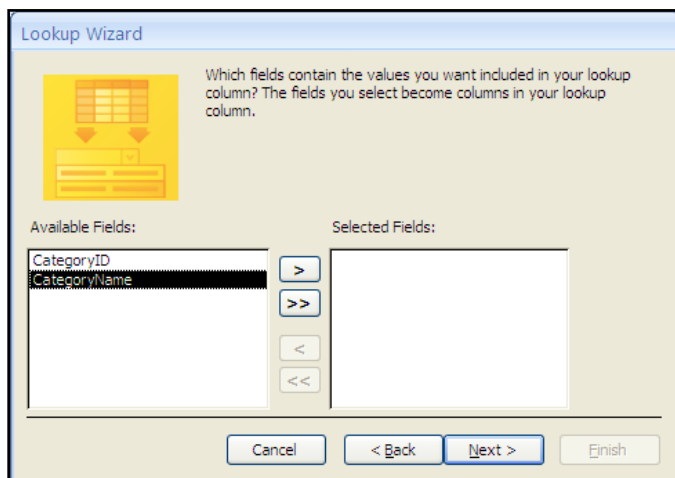 Lookup Wizard
Which fields contain the values you want included in your lookup
column? The fields you select become columns in your lookup
column.
Available Fields:
Selected Fields:
CategoryID
CategoryName
>
>>
<
<<
Cancel
< Back
Next >
Finish